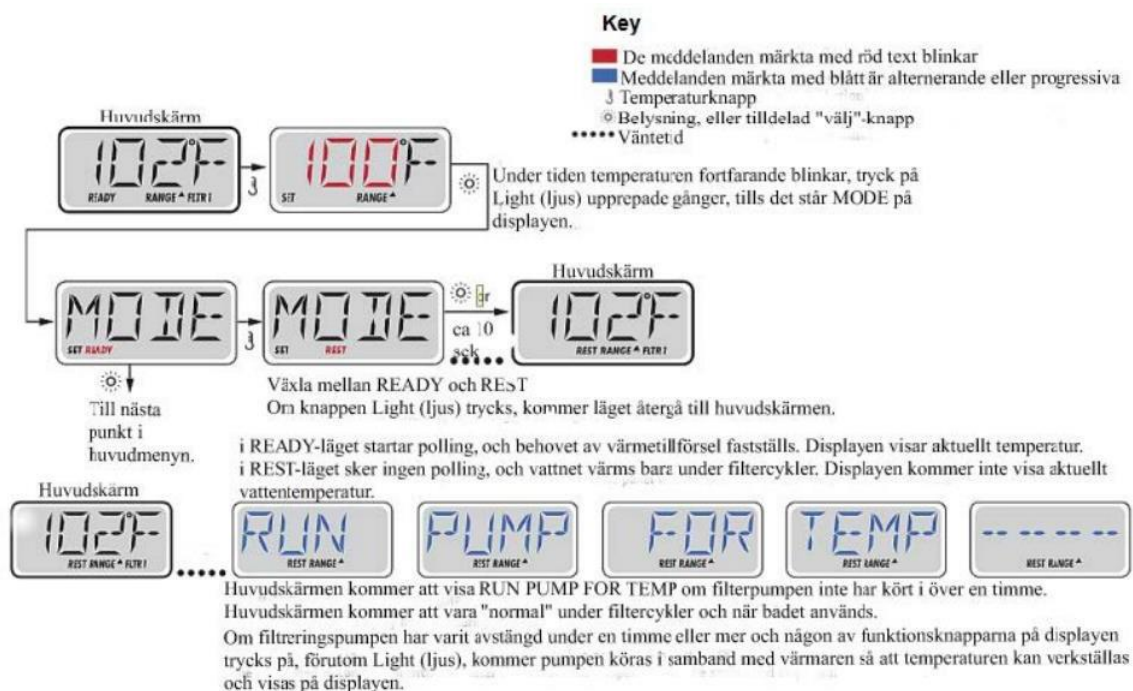 Key
De meddelanden märkta med röd text blinkar
Meddelanden märkta med blått är alternerande eller progressiva
Temperaturknapp
Belysning, eller tilldelad "välj"-knapp
Väntetid
Huvudskärm
102°F
READY RANGE FLTR1
100°F
SET RANGE
Under tiden temperaturen fortfarande blinkar, tryck på
Light (ljus) upprepade gånger, tills det står MODE på
displayen.
MODE
SET READY
MODE
SET REST
ca 10
sek
Huvudskärm
102°F
REST RANGE FLTR1
Till nästa
punkt i
huvudmenyn.
Växla mellan READY och REST
Om knappen Light (ljus) trycks, kommer läget återgå till huvudskärmen.
i READY-läget startar polling, och behovet av värmetillförsel fastställs. Displayen visar aktuellt temperatur.
i REST-läget sker ingen polling, och vattnet värms bara under filtercykler. Displayen kommer inte visa aktuellt
vattentemperatur.
Huvudskärm
102°F
REST RANGE FLTR1
RUN
REST RANGE
PUMP
REST RANGE
FOR
REST RANGE
TEMP
REST RANGE
-----
REST RANGE
Huvudskärmen kommer att visa RUN PUMP FOR TEMP om filterpumpen inte har kört i över en timme.
Huvudskärmen kommer att vara "normal" under filtercykler och när badet används.
Om filtreringspumpen har varit avstängd under en timme eller mer och någon av funktionsknapparna på displayen
trycks på, förutom Light (ljus), kommer pumpen köras i samband med värmaren så att temperaturen kan verkställas
och visas på displayen.